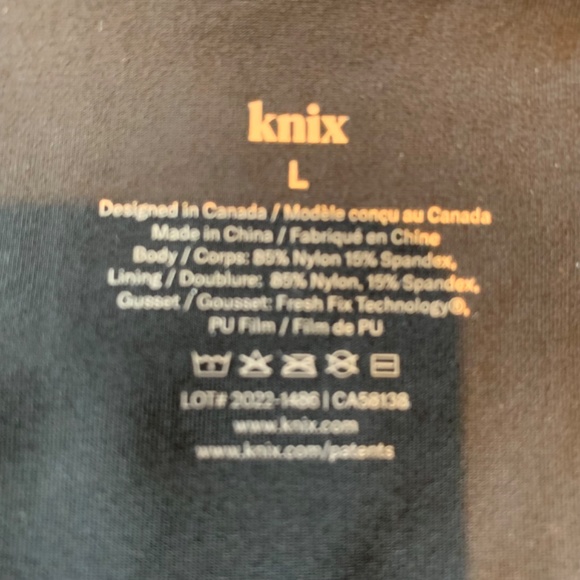 knix
L
Designed in Canada / Modèle conçu au Canada
Made in China / Fabriqué en Chine
Body / Corps: 85% Nylon 15% Spandex,
Lining / Doublure: 85% Nylon, 15% Spandex,
Gusset / Gousset: Fresh Fix Technology®,
PU Film / Film de PU
LOT# 2022-1486 | CA58138
www.knix.com
www.knix.com/patents